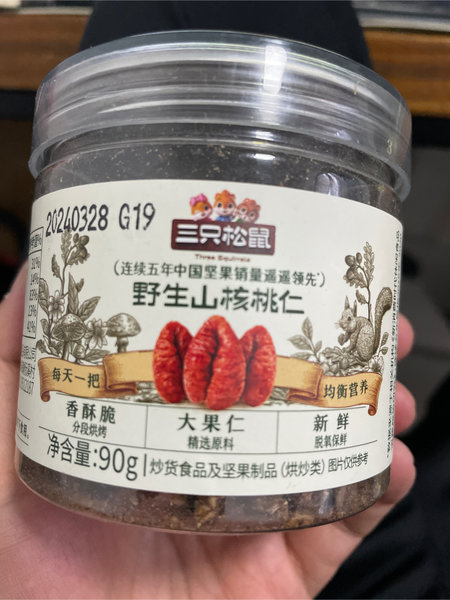 20240328 G19
三只松鼠
Three Squirrels
(连续五年中国坚果销量遥遥领先*)
野生山核桃仁
每天一把
均衡营养
香酥脆
分段烘烤
大果仁
精选原料
新鲜
脱氧保鲜
净含量:90g
炒货食品及坚果制品(烘炒类)
图片仅供参考